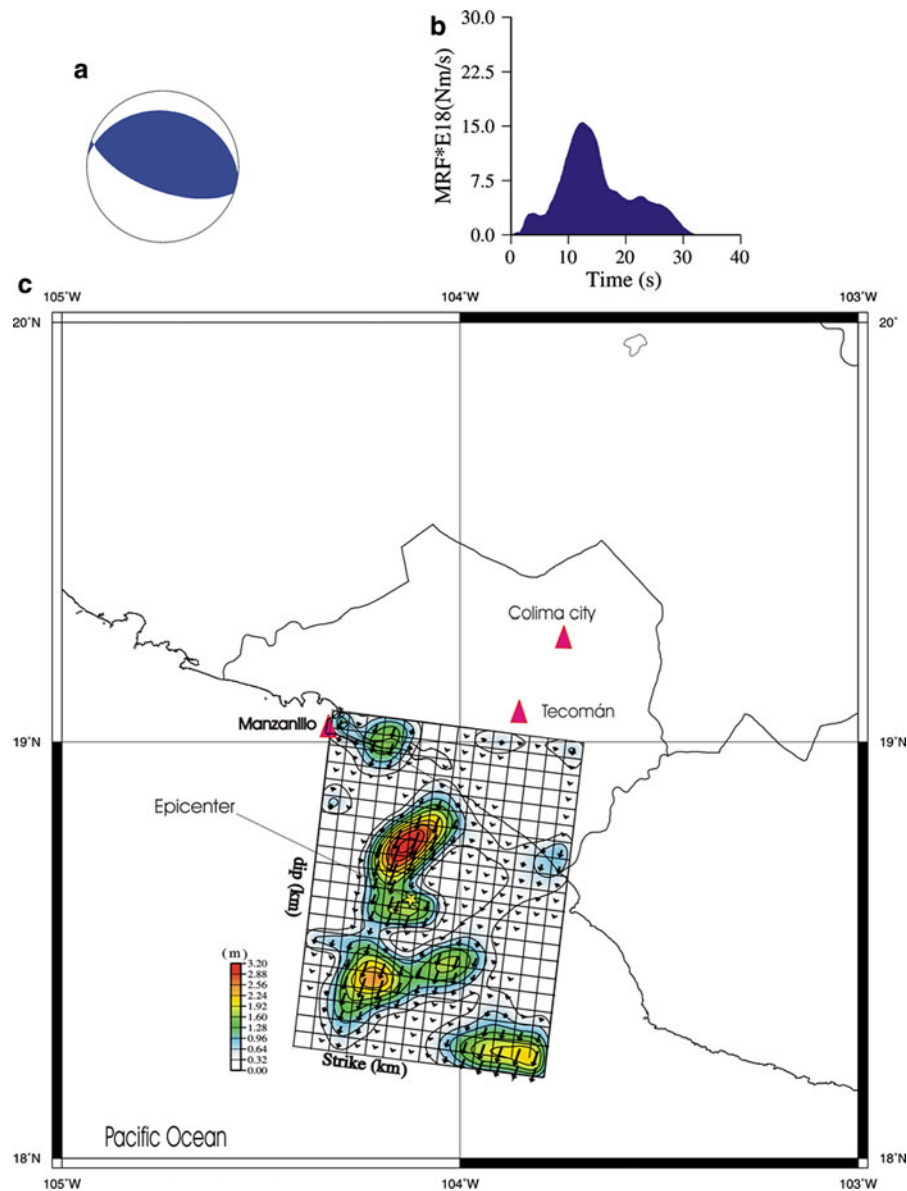 a
b
MRF*E18(Nm/s)
30.0
22.5
15.0
7.5
0.0
0 10 20 30 40
Time (s)
c
105°W 104°W 103°W
20°N 20°
Colima city
Tecomán
Manzanillo
19°N 19°N
Epicenter
dip (km)
(m)
3.20
2.88
2.56
2.24
1.92
1.60
1.28
0.96
0.64
0.32
0.00
Strike (km)
Pacific Ocean
18°N 18°N
105°W 104°W 103°W